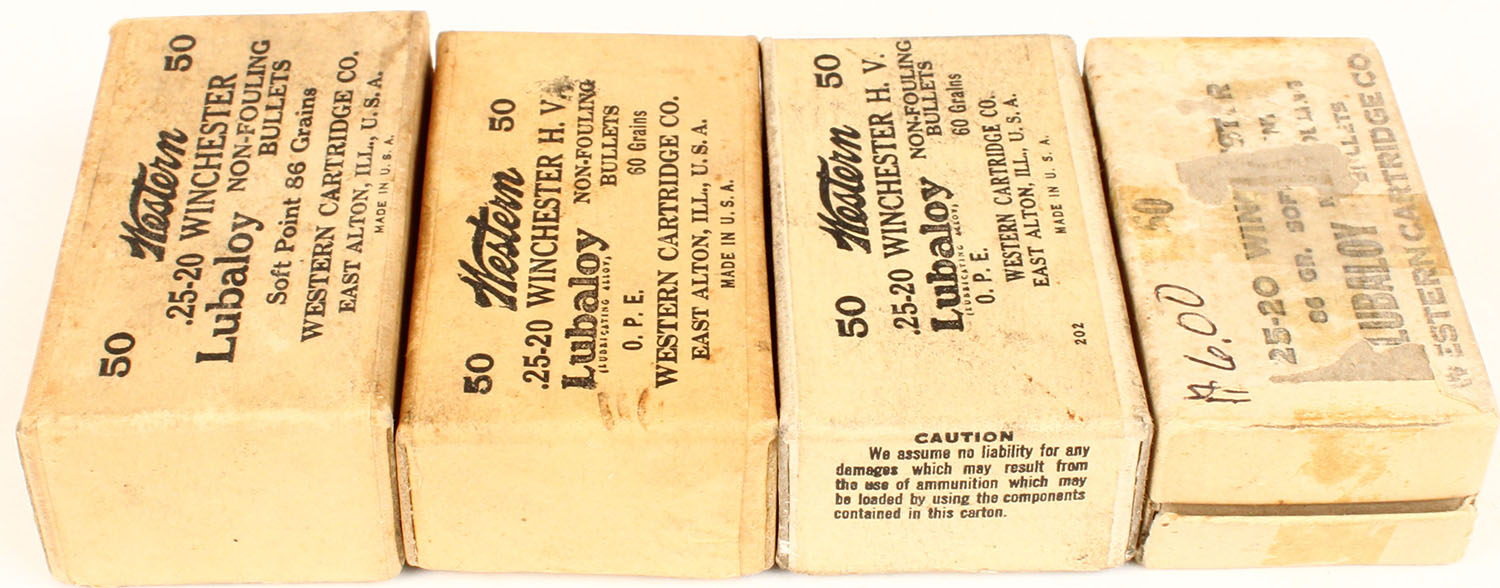 50 50
Western
.25-20 WINCHESTER
Lubaloy NON-FOULING
BULLETS
Soft Point 86 Grains
WESTERN CARTRIDGE CO.
EAST ALTON, ILL., U. S. A.
MADE IN U. S. A.
50 50
Western
.25-20 WINCHESTER H. V.
Lubaloy NON-FOULING
(LUBRICATING ALLOY) BULLETS
O. P. E. 60 Grains
WESTERN CARTRIDGE CO.
EAST ALTON, ILL., U. S. A.
MADE IN U. S. A.
50 50
Western
.25-20 WINCHESTER H. V.
Lubaloy NON-FOULING
(LUBRICATING ALLOY) BULLETS
O. P. E. 60 Grains
WESTERN CARTRIDGE CO.
EAST ALTON, ILL., U. S. A.
MADE IN U. S. A.
202
CAUTION
We assume no liability for any
damages which may result from
the use of ammunition which may
be loaded by using the components
contained in this carton.
A6.00
50
25-20
86 GR. SOFT
LUBALOY
CARTRIDGE CO